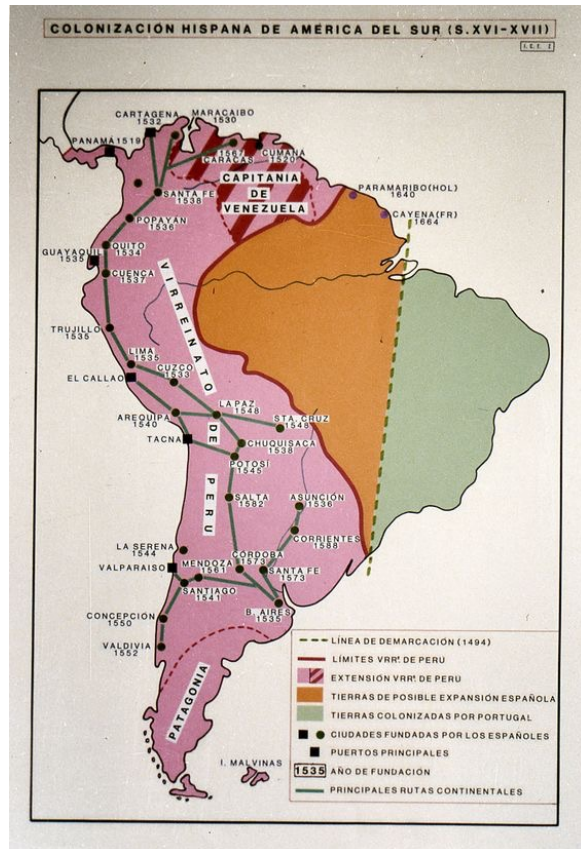 COLONIZACIÓN HISPANA DE AMÉRICA DEL SUR (S.XVI-XVII)
CARTAGENA
1532
MARACAIBO
1530
PANAMÁ 1519
1567
CARACAS
CUMANA
1520
CAPITANIA
DE
VENEZUELA
PARAMARIBO(HOL)
1640
CAYENA(FR)
1664
SANTA FE
1538
POPAYAN
1536
QUITO
1534
GUAYAQUIL
1535
CUENCA
1537
VIRREINATO
DE
PERU
TRUJILLO
1535
LIMA
1535
EL CALLAO
CUZCO
1533
LA PAZ
1548
AREQUIPA
1540
STA. CRUZ
1548
TACNA
CHUQUISACA
1538
POTOSÍ
1545
SALTA
1582
ASUNCIÓN
1536
CORRIENTES
1588
LA SERENA
1544
MENDOZA
1561
CÓRDOBA
1573
SANTA FE
1573
VALPARAISO
SANTIAGO
1541
B. AIRES
1535
CONCEPCIÓN
1550
VALDIVIA
1552
PATAGONIA
I. MALVINAS
LÍNEA DE DEMARCACIÓN (1494)
LÍMITES VRRº. DE PERU
EXTENSIÓN VRRº. DE PERU
TIERRAS DE POSIBLE EXPANSIÓN ESPAÑOLA
TIERRAS COLONIZADAS POR PORTUGAL
CIUDADES FUNDADAS POR LOS ESPAÑOLES
PUERTOS PRINCIPALES
1535 AÑO DE FUNDACIÓN
PRINCIPALES RUTAS CONTINENTALES